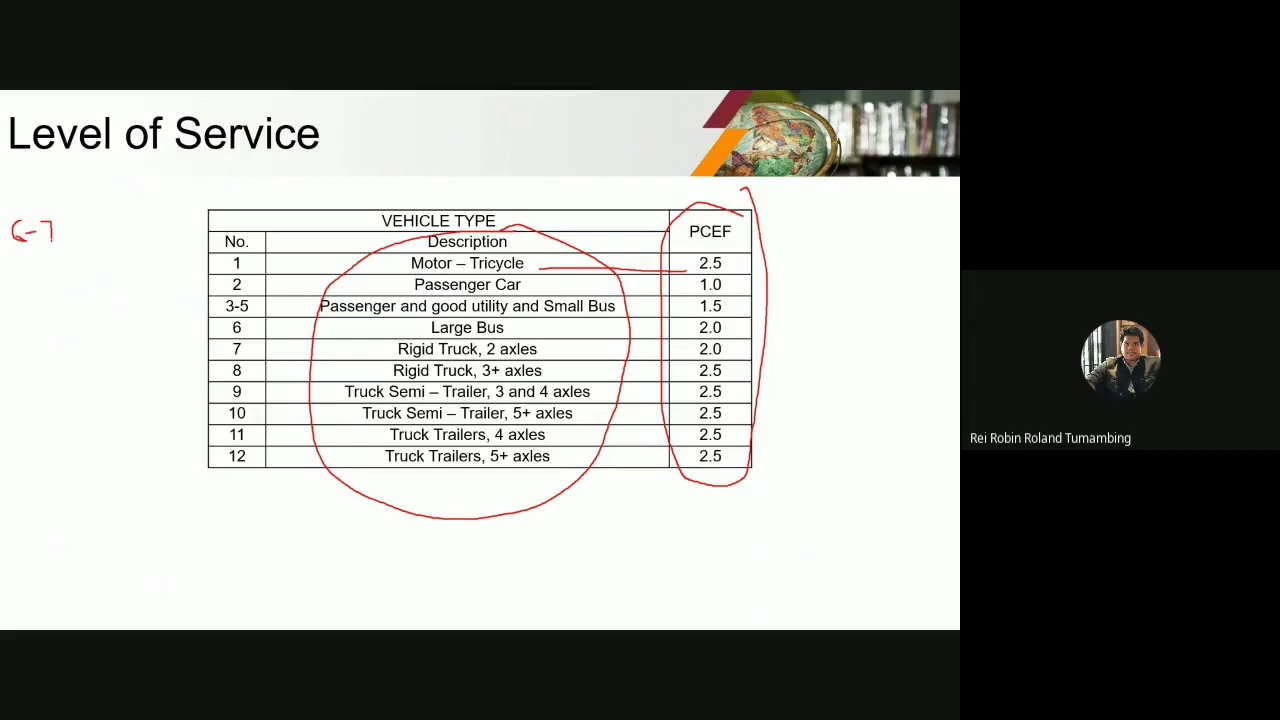 Level of Service
6-7
VEHICLE TYPE PCEF
No. Description
1 Motor – Tricycle 2.5
2 Passenger Car 1.0
3-5 Passenger and good utility and Small Bus 1.5
6 Large Bus 2.0
7 Rigid Truck, 2 axles 2.0
8 Rigid Truck, 3+ axles 2.5
9 Truck Semi – Trailer, 3 and 4 axles 2.5
10 Truck Semi – Trailer, 5+ axles 2.5
11 Truck Trailers, 4 axles 2.5
12 Truck Trailers, 5+ axles 2.5
Rei Robin Roland Tumambing